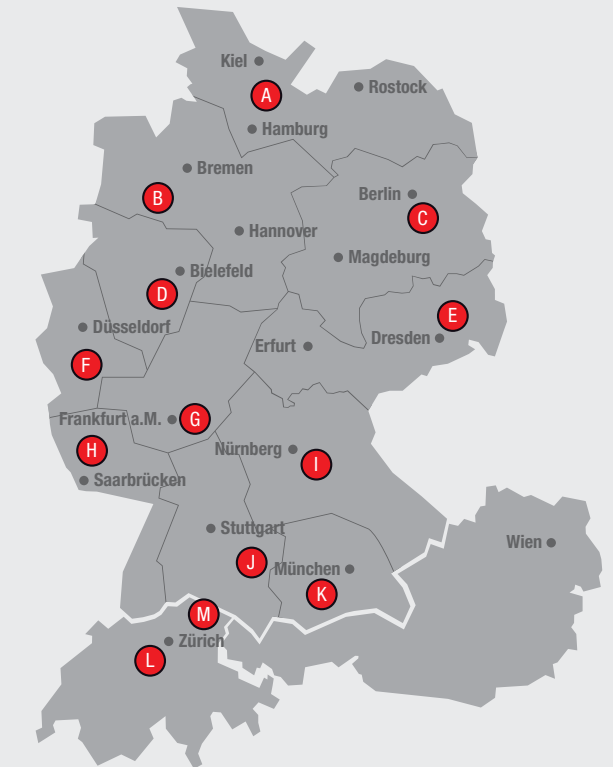 Kiel
Rostock
A
Hamburg
Bremen
B
Berlin
C
Hannover
Magdeburg
Bielefeld
D
E
Düsseldorf
Dresden
Erfurt
F
Frankfurt a.M.
G
H
Nürnberg
I
Saarbrücken
Stuttgart
Wien
J
München
K
M
Zürich
L